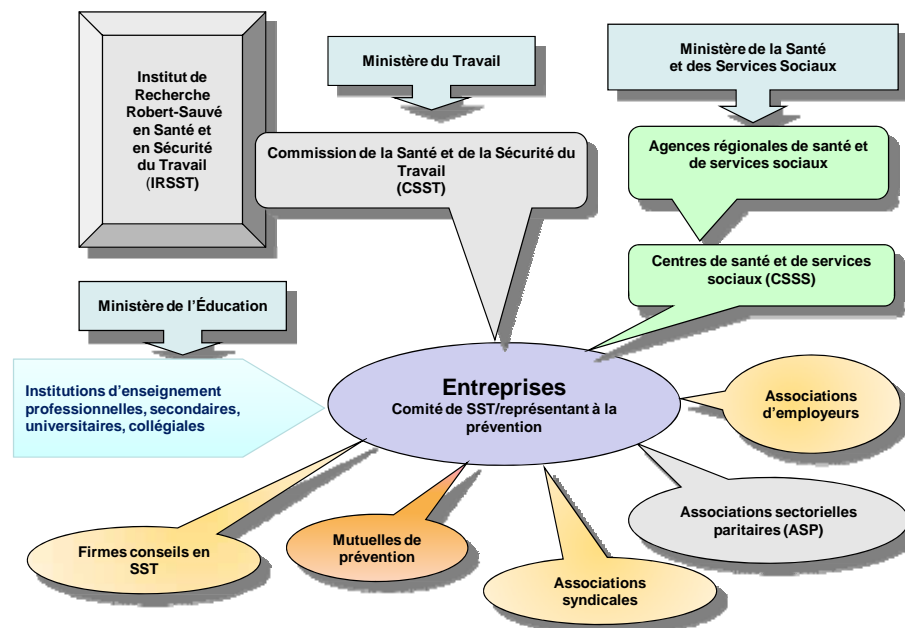 Institut de
Recherche
Robert-Sauvé
en Santé et
en Sécurité
du Travail
(IRSST)
Ministère du Travail
Ministère de la Santé
et des Services Sociaux
Commission de la Santé et de la Sécurité du
Travail
(CSST)
Agences régionales de santé et
de services sociaux
Centres de santé et de services
sociaux (CSSS)
Ministère de l'Éducation
Institutions d'enseignement
professionnelles, secondaires,
universitaires, collégiales
Entreprises
Comité de SST/représentant à la
prévention
Associations
d'employeurs
Associations sectorielles
paritaires (ASP)
Associations
syndicales
Mutuelles de
prévention
Firmes conseils en
SST